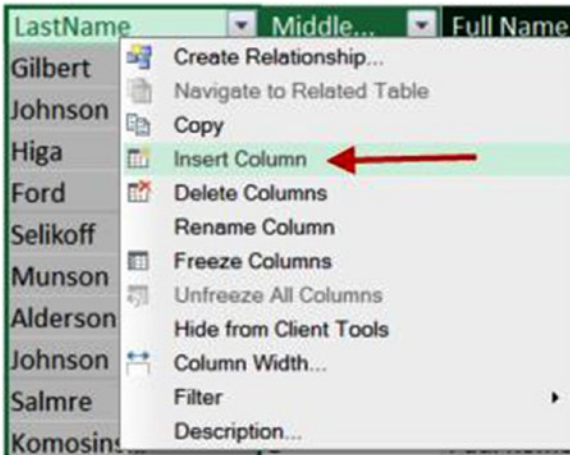 LastName Middle... Full Name
Gilbert
Johnson
Higa
Ford
Selikoff
Munson
Alderson
Johnson
Salmre
Create Relationship...
Navigate to Related Table
Copy
Insert Column
Delete Columns
Rename Column
Freeze Columns
Unfreeze All Columns
Hide from Client Tools
Column Width...
Filter
Description...